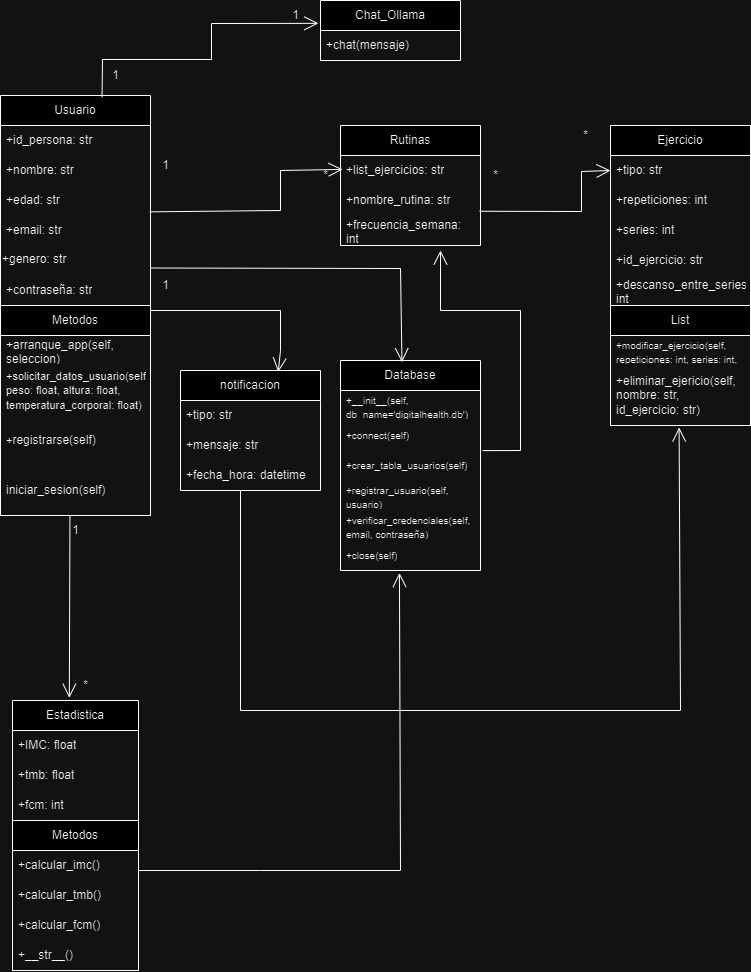 Chat_Ollama
1
+chat(mensaje)
1
Usuario
+id_persona: str
+nombre: str
+edad: str
+email: str
+genero: str
+contraseña: str
Metodos
+arranque_app(self,
seleccion)
+solicitar_datos_usuario(self
peso: float, altura: float,
temperatura_corporal: float)
+registrarse(self)
iniciar_sesion(self)
1
*
Rutinas
+list_ejercicios: str
+nombre_rutina: str
+frecuencia_semana:
int
*
*
Ejercicio
+tipo: str
+repeticiones: int
+series: int
+id_ejercicio: str
+descanso_entre_series
int
List
+modificar_ejercicio(self,
repeticiones: int, series: int,
+eliminar_ejericio(self,
nombre: str,
id_ejercicio: str)
1
notificacion
+tipo: str
+mensaje: str
+fecha_hora: datetime
Database
+__init__(self,
db_name='digitalhealth.db')
+connect(self)
+crear_tabla_usuarios(self)
+registrar_usuario(self,
usuario)
+verificar_credenciales(self,
email, contraseña)
+close(self)
1
*
Estadistica
+IMC: float
+tmb: float
+fcm: int
Metodos
+calcular_imc()
+calcular_tmb()
+calcular_fcm()
+__str__()